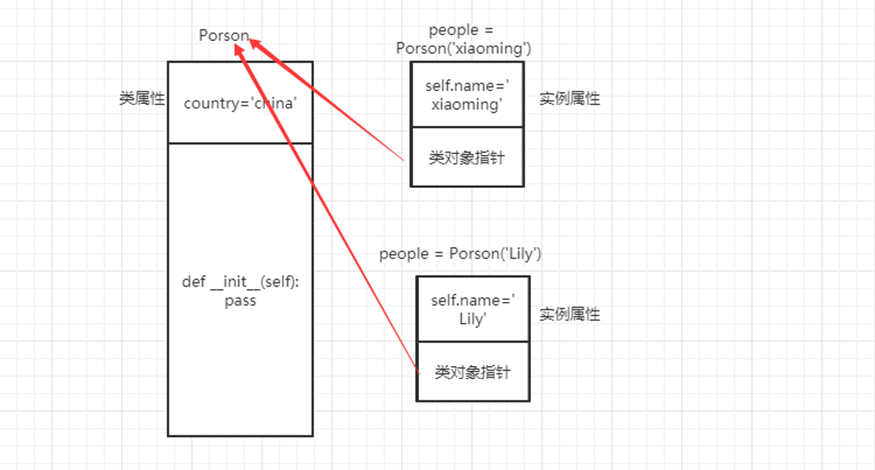 Porson
类属性
country='china'
def __init__(self):
pass
people =
Porson('xiaoming')
self.name='
xiaoming'
实例属性
类对象指针
people = Porson('Lily')
self.name='
Lily'
实例属性
类对象指针